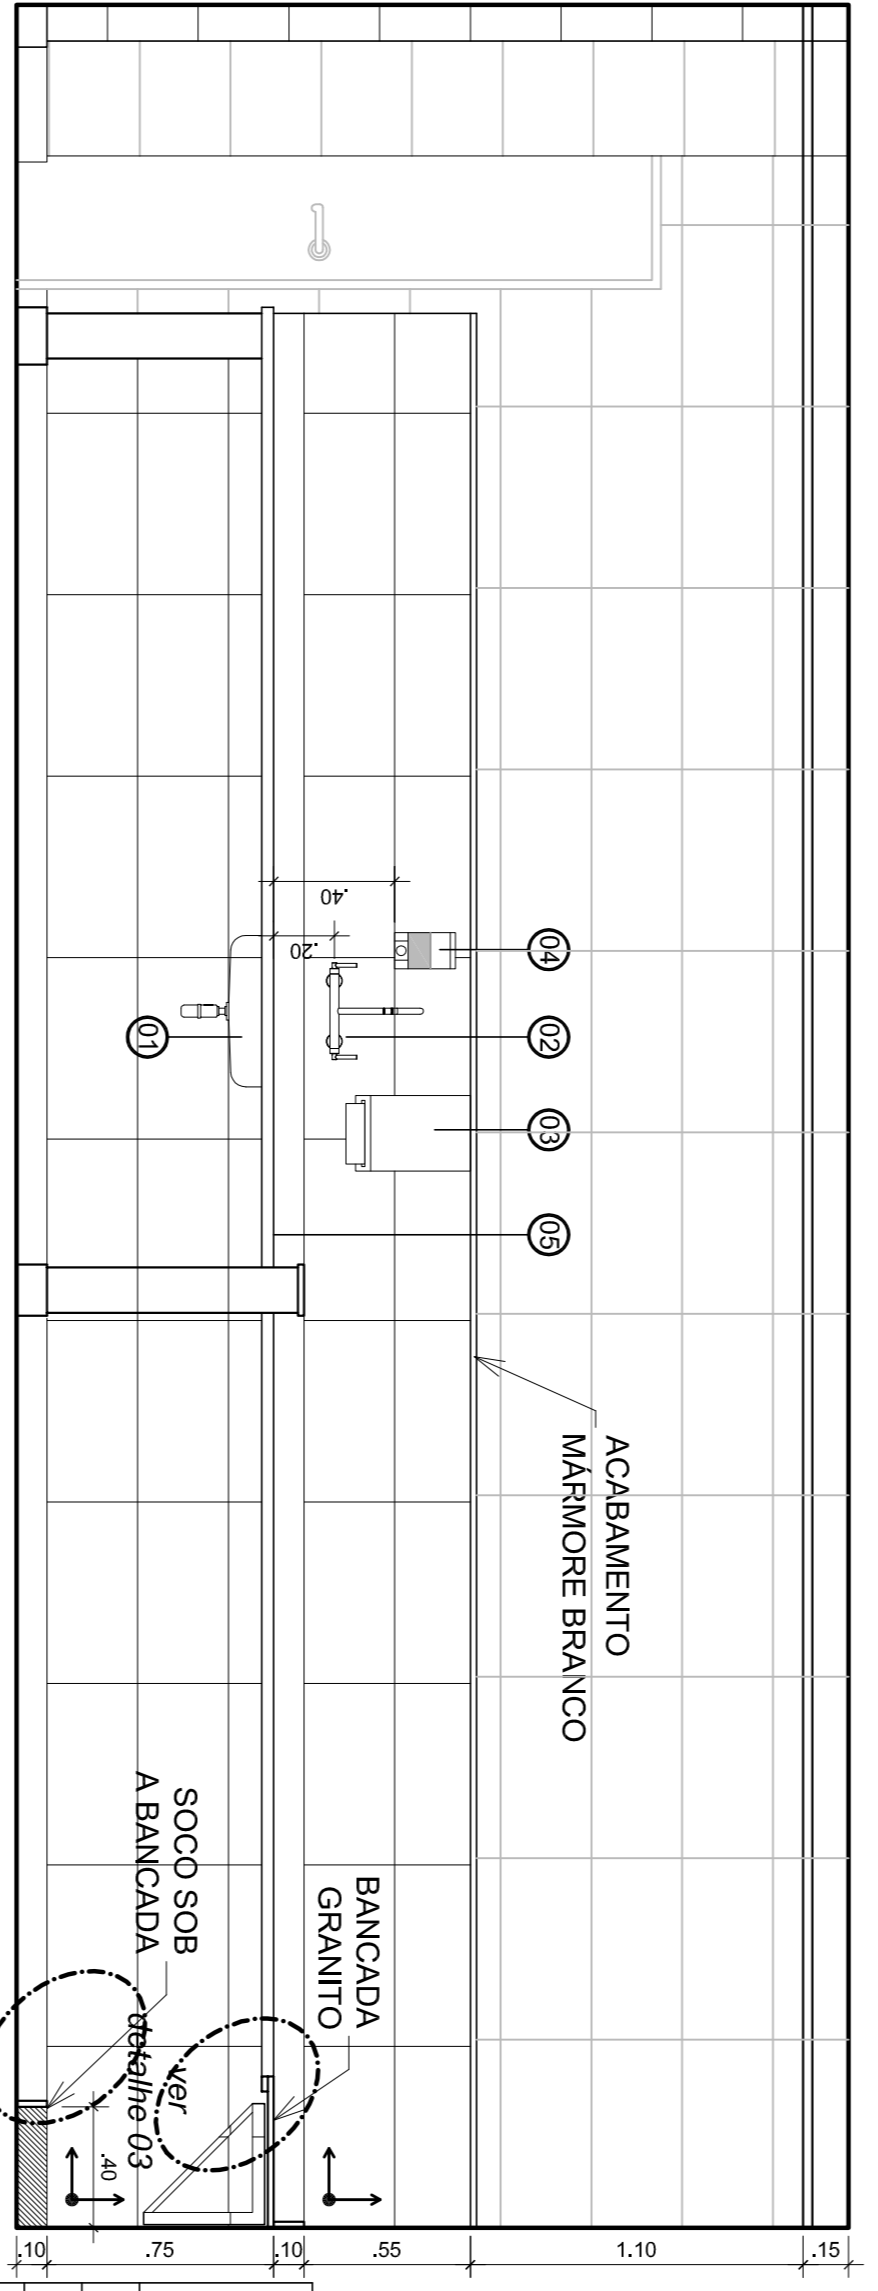 04
02
03
05
01
.40
.20
ACABAMENTO
MÁRMORE BRANCO
BANCADA
GRANITO
SOCO SOB
A BANCADA
ver
detalhe 03
.40
.10
.75
.10
.55
1.10
.15